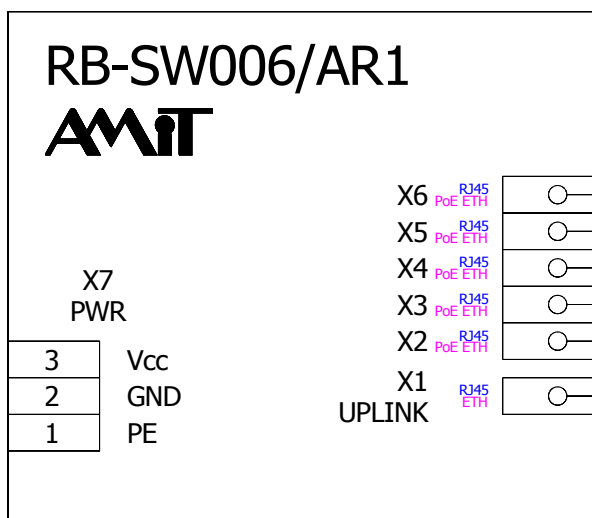 RB-SW006/AR1
AMiT
X6 RJ45 PoE ETH
X5 RJ45 PoE ETH
X4 RJ45 PoE ETH
X3 RJ45 PoE ETH
X2 RJ45 PoE ETH
X1 RJ45 ETH
UPLINK
X7
PWR
3 Vcc
2 GND
1 PE